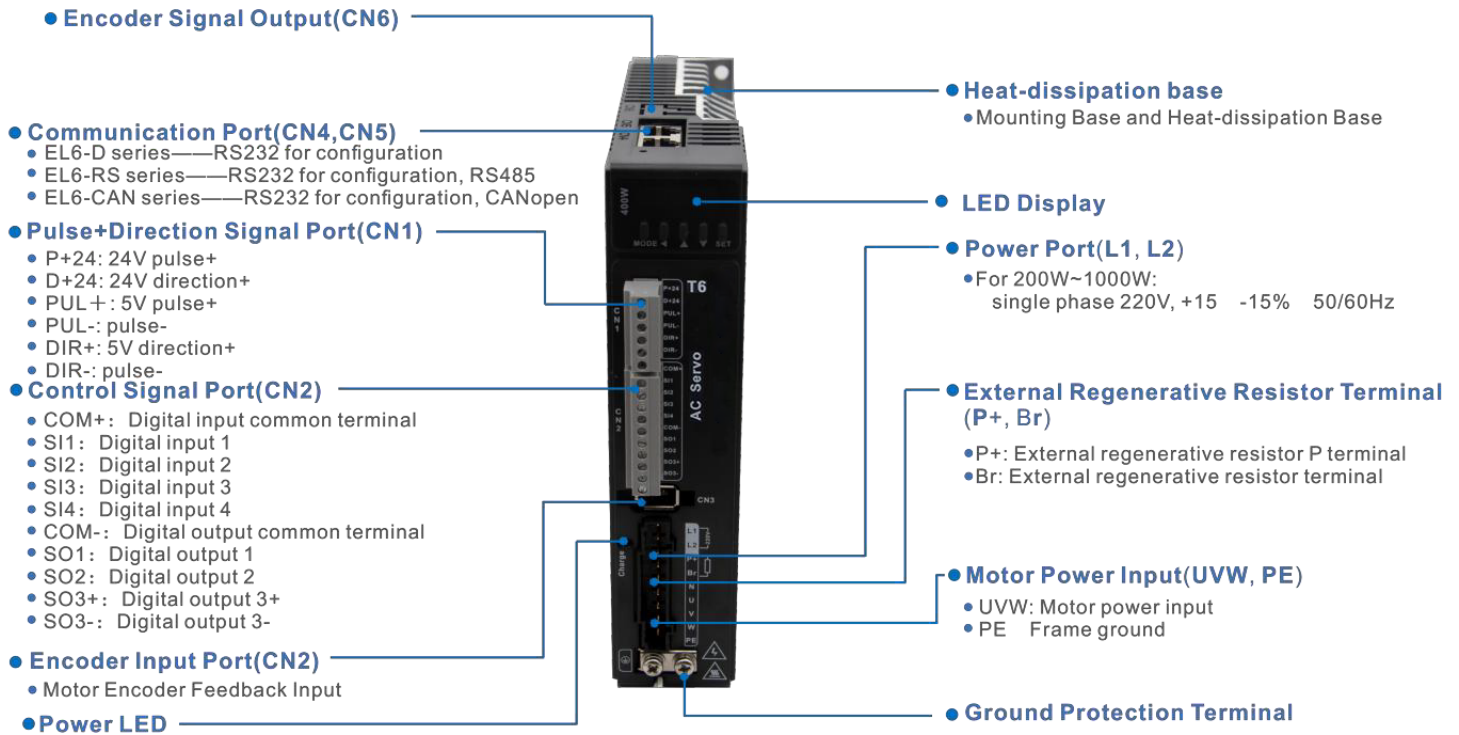 Encoder Signal Output(CN6)
Communication Port(CN4,CN5)
EL6-D series——RS232 for configuration
EL6-RS series——RS232 for configuration, RS485
EL6-CAN series——RS232 for configuration, CANopen
Pulse+Direction Signal Port(CN1)
P+24: 24V pulse+
D+24: 24V direction+
PUL+: 5V pulse+
PUL-: pulse-
DIR+: 5V direction+
DIR-: pulse-
Control Signal Port(CN2)
COM+: Digital input common terminal
SI1: Digital input 1
SI2: Digital input 2
SI3: Digital input 3
SI4: Digital input 4
COM-: Digital output common terminal
SO1: Digital output 1
SO2: Digital output 2
SO3+: Digital output 3+
SO3-: Digital output 3-
Encoder Input Port(CN2)
Motor Encoder Feedback Input
Power LED
400W
MODE SET
T6
AC Servo
CN1
P+24
D+24
PUL+
PUL-
DIR+
DIR-
CN2
COM+
SI1
SI2
SI3
SI4
COM-
SO1
SO2
SO3+
SO3-
CN3
Charge
L1
L2
220V
P+
Br
N
U
V
W
PE
Heat-dissipation base
Mounting Base and Heat-dissipation Base
LED Display
Power Port(L1, L2)
For 200W~1000W:
single phase 220V, +15 -15% 50/60Hz
External Regenerative Resistor Terminal
(P+, Br)
P+: External regenerative resistor P terminal
Br: External regenerative resistor terminal
Motor Power Input(UVW, PE)
UVW: Motor power input
PE Frame ground
Ground Protection Terminal